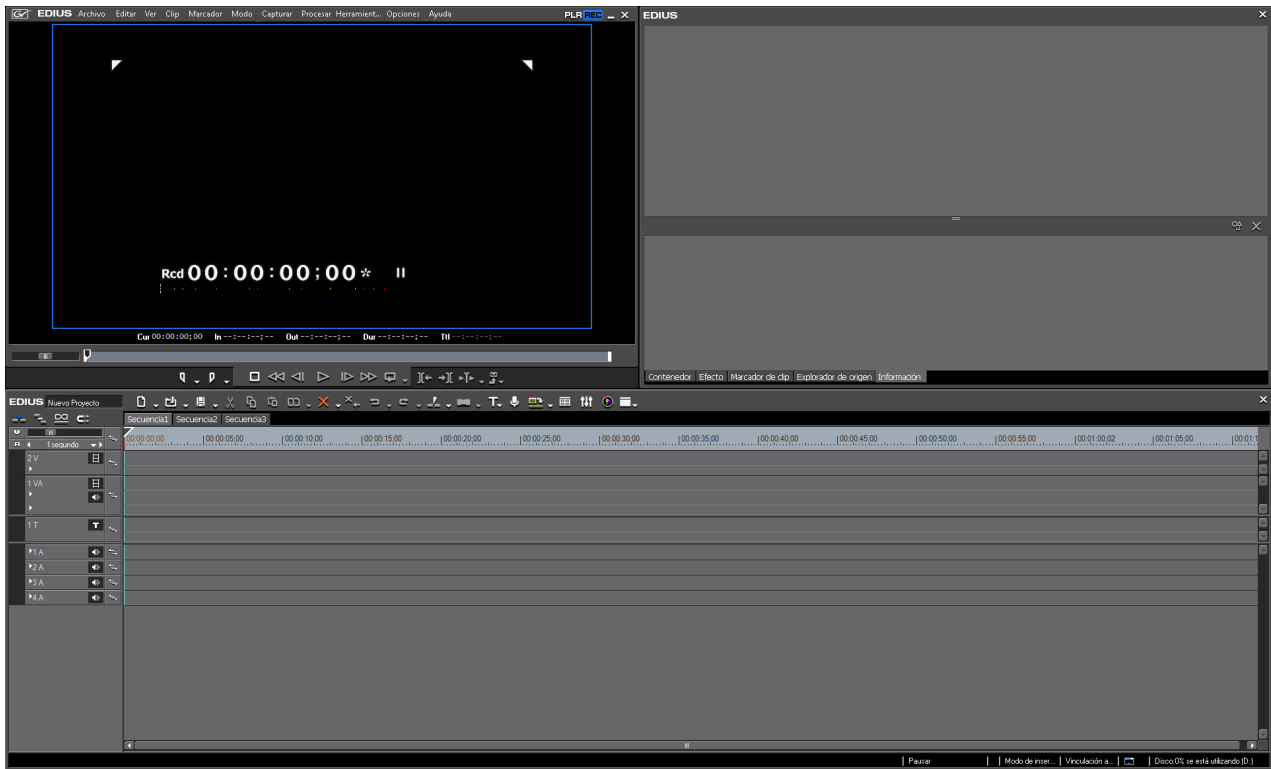 EDIUS Archivo Editar Ver Clip Marcador Modo Capturar Procesar Herramient... Opciones Ayuda PLR REC
EDIUS
Rcd 00:00:00;00 *
Cur 00:00:00;00 In --:--:--;-- Out --:--:--;-- Dur --:--:--;-- Ttl --:--:--;--
Contenedor Efecto Marcador de clip Explorador de origen Información
EDIUS Nuevo Proyecto
Secuencia1 Secuencia2 Secuencia3
1 segundo
00:00:00;00 00:00:05;00 00:00:10;00 00:00:15;00 00:00:20;00 00:00:25;00 00:00:30;00 00:00:35;00 00:00:40;00 00:00:45;00 00:00:50;00 00:00:55;00 00:01:00;02 00:01:05;00 00:01:1
2 V
1 VA
1 T
T
1 A
2 A
3 A
4 A
Pausar Modo de inser... Vinculación a... Disco:0% se está utilizando (D:)